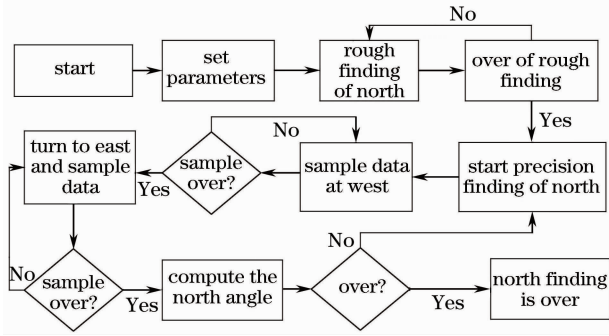 No
start
set
parameters
rough
finding
of north
over of rough
finding
Yes
No
turn to east
and sample
data
Yes
sample
over?
sample data
at west
start precision
finding of north
No
sample
over?
Yes
compute the
north angle
No
over?
Yes
north finding
is over